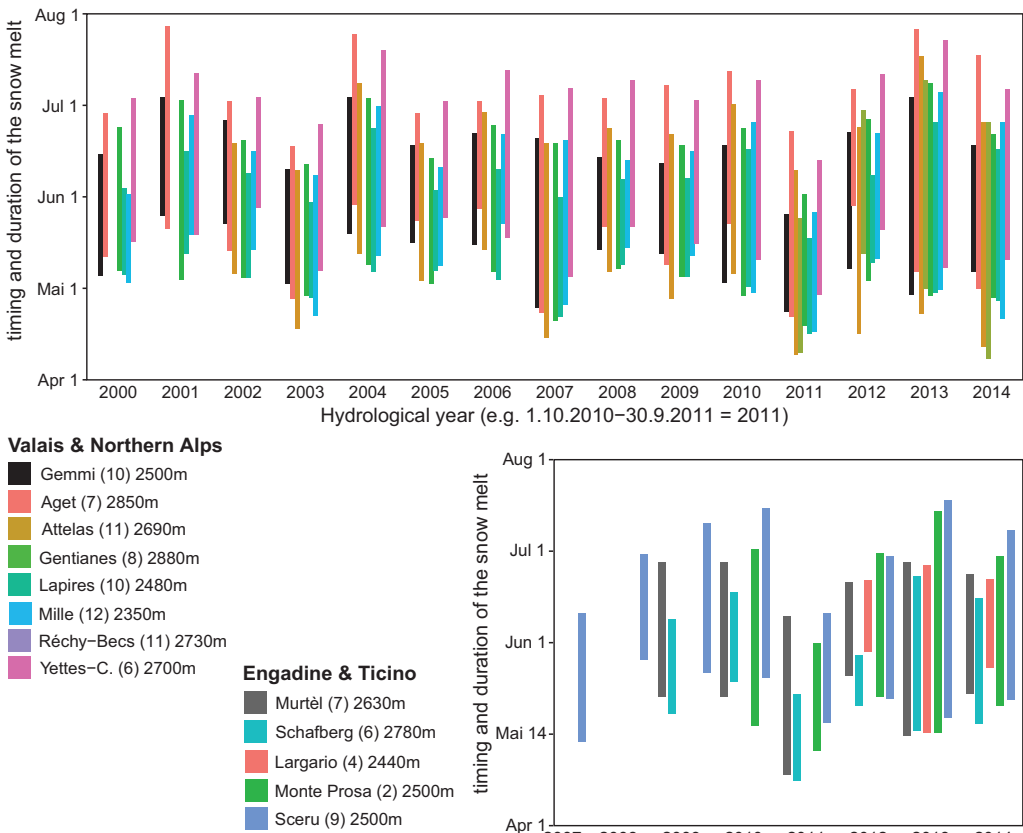 timing and duration of the snow melt
Aug 1
Jul 1
Jun 1
Mai 1
Apr 1
2000 2001 2002 2003 2004 2005 2006 2007 2008 2009 2010 2011 2012 2013 2014
Hydrological year (e.g. 1.10.2010−30.9.2011 = 2011)
Valais & Northern Alps
Gemmi (10) 2500m
Aget (7) 2850m
Attelas (11) 2690m
Gentianes (8) 2880m
Lapires (10) 2480m
Mille (12) 2350m
Réchy−Becs (11) 2730m
Yettes−C. (6) 2700m
Engadine & Ticino
Murtèl (7) 2630m
Schafberg (6) 2780m
Largario (4) 2440m
Monte Prosa (2) 2500m
Sceru (9) 2500m
timing and duration of the snow melt
Aug 1
Jul 1
Jun 1
Mai 14
Apr 1